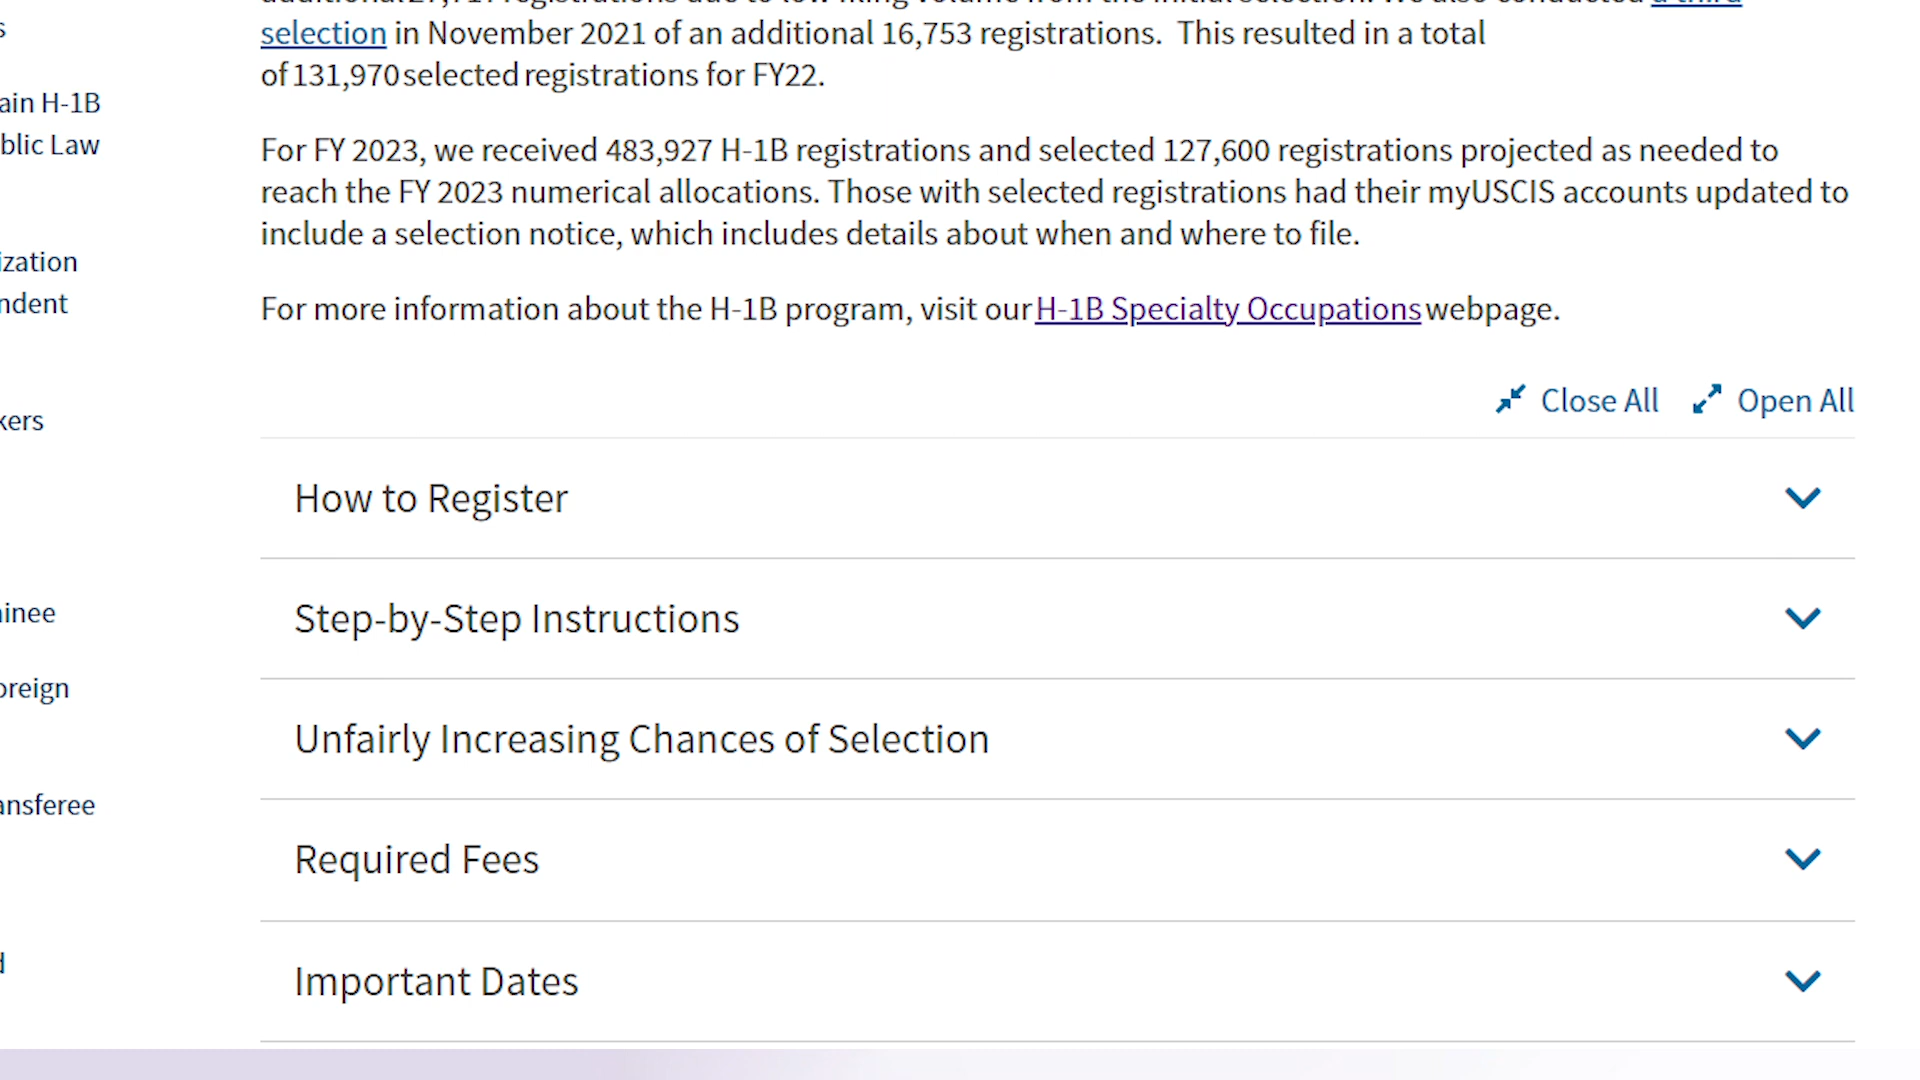 selection in November 2021 of an additional 16,753 registrations. This resulted in a total
of 131,970 selected registrations for FY22.
For FY 2023, we received 483,927 H-1B registrations and selected 127,600 registrations projected as needed to
reach the FY 2023 numerical allocations. Those with selected registrations had their myUSCIS accounts updated to
include a selection notice, which includes details about when and where to file.
For more information about the H-1B program, visit our H-1B Specialty Occupations webpage.
Close All Open All
How to Register
Step-by-Step Instructions
Unfairly Increasing Chances of Selection
Required Fees
Important Dates
ain H-1B
blic Law
ization
ndent
kers
inee
oreign
ansferee